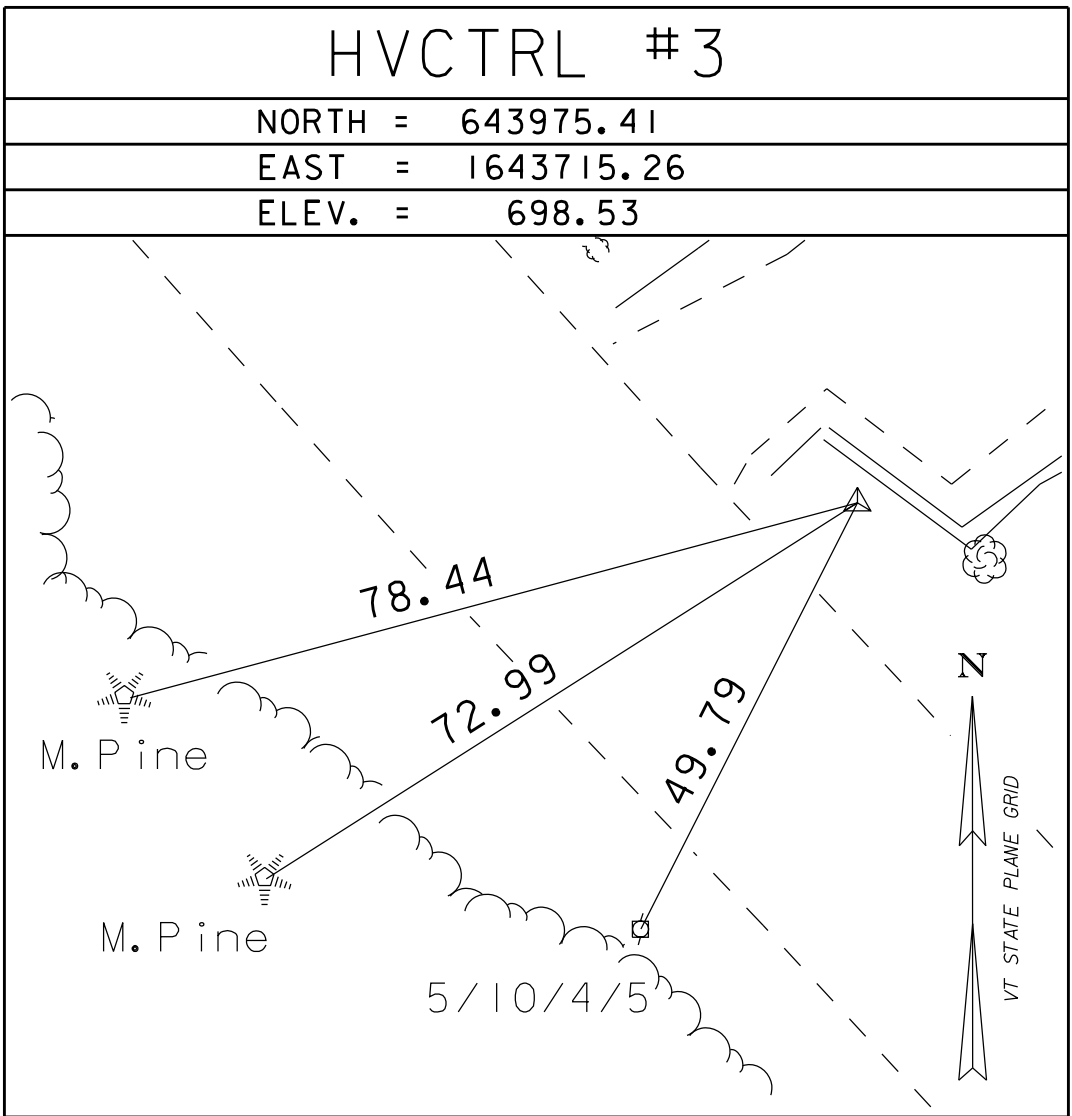 HVCTRL #3
NORTH = 643975.41
EAST = 1643715.26
ELEV. = 698.53
78.44
72.99
49.79
M. Pine
M. Pine
5/10/4/5
N
VT STATE PLANE GRID